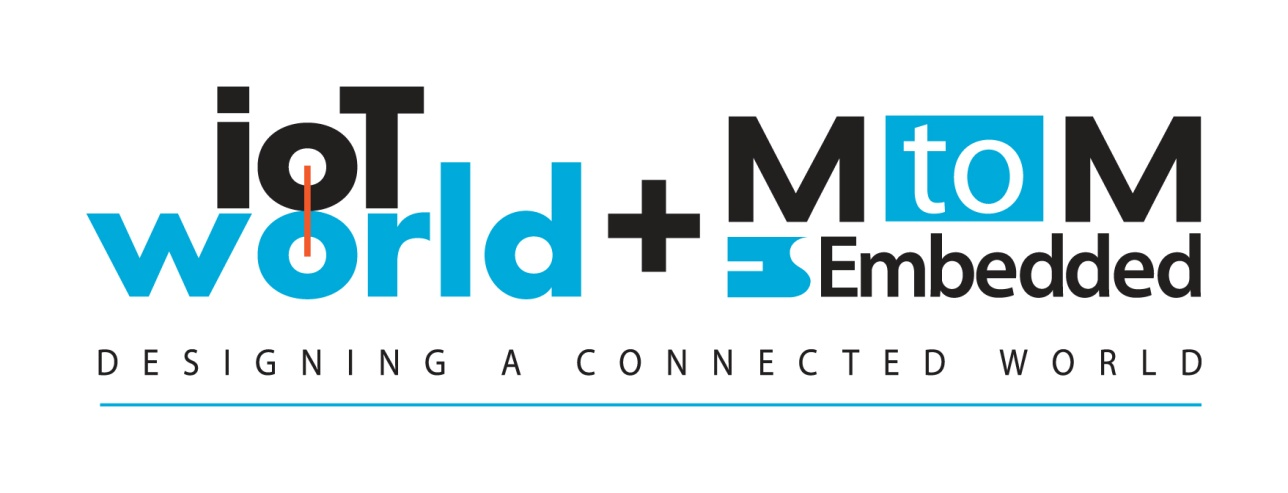 ioT
world + M to M
Embedded
DESIGNING A CONNECTED WORLD